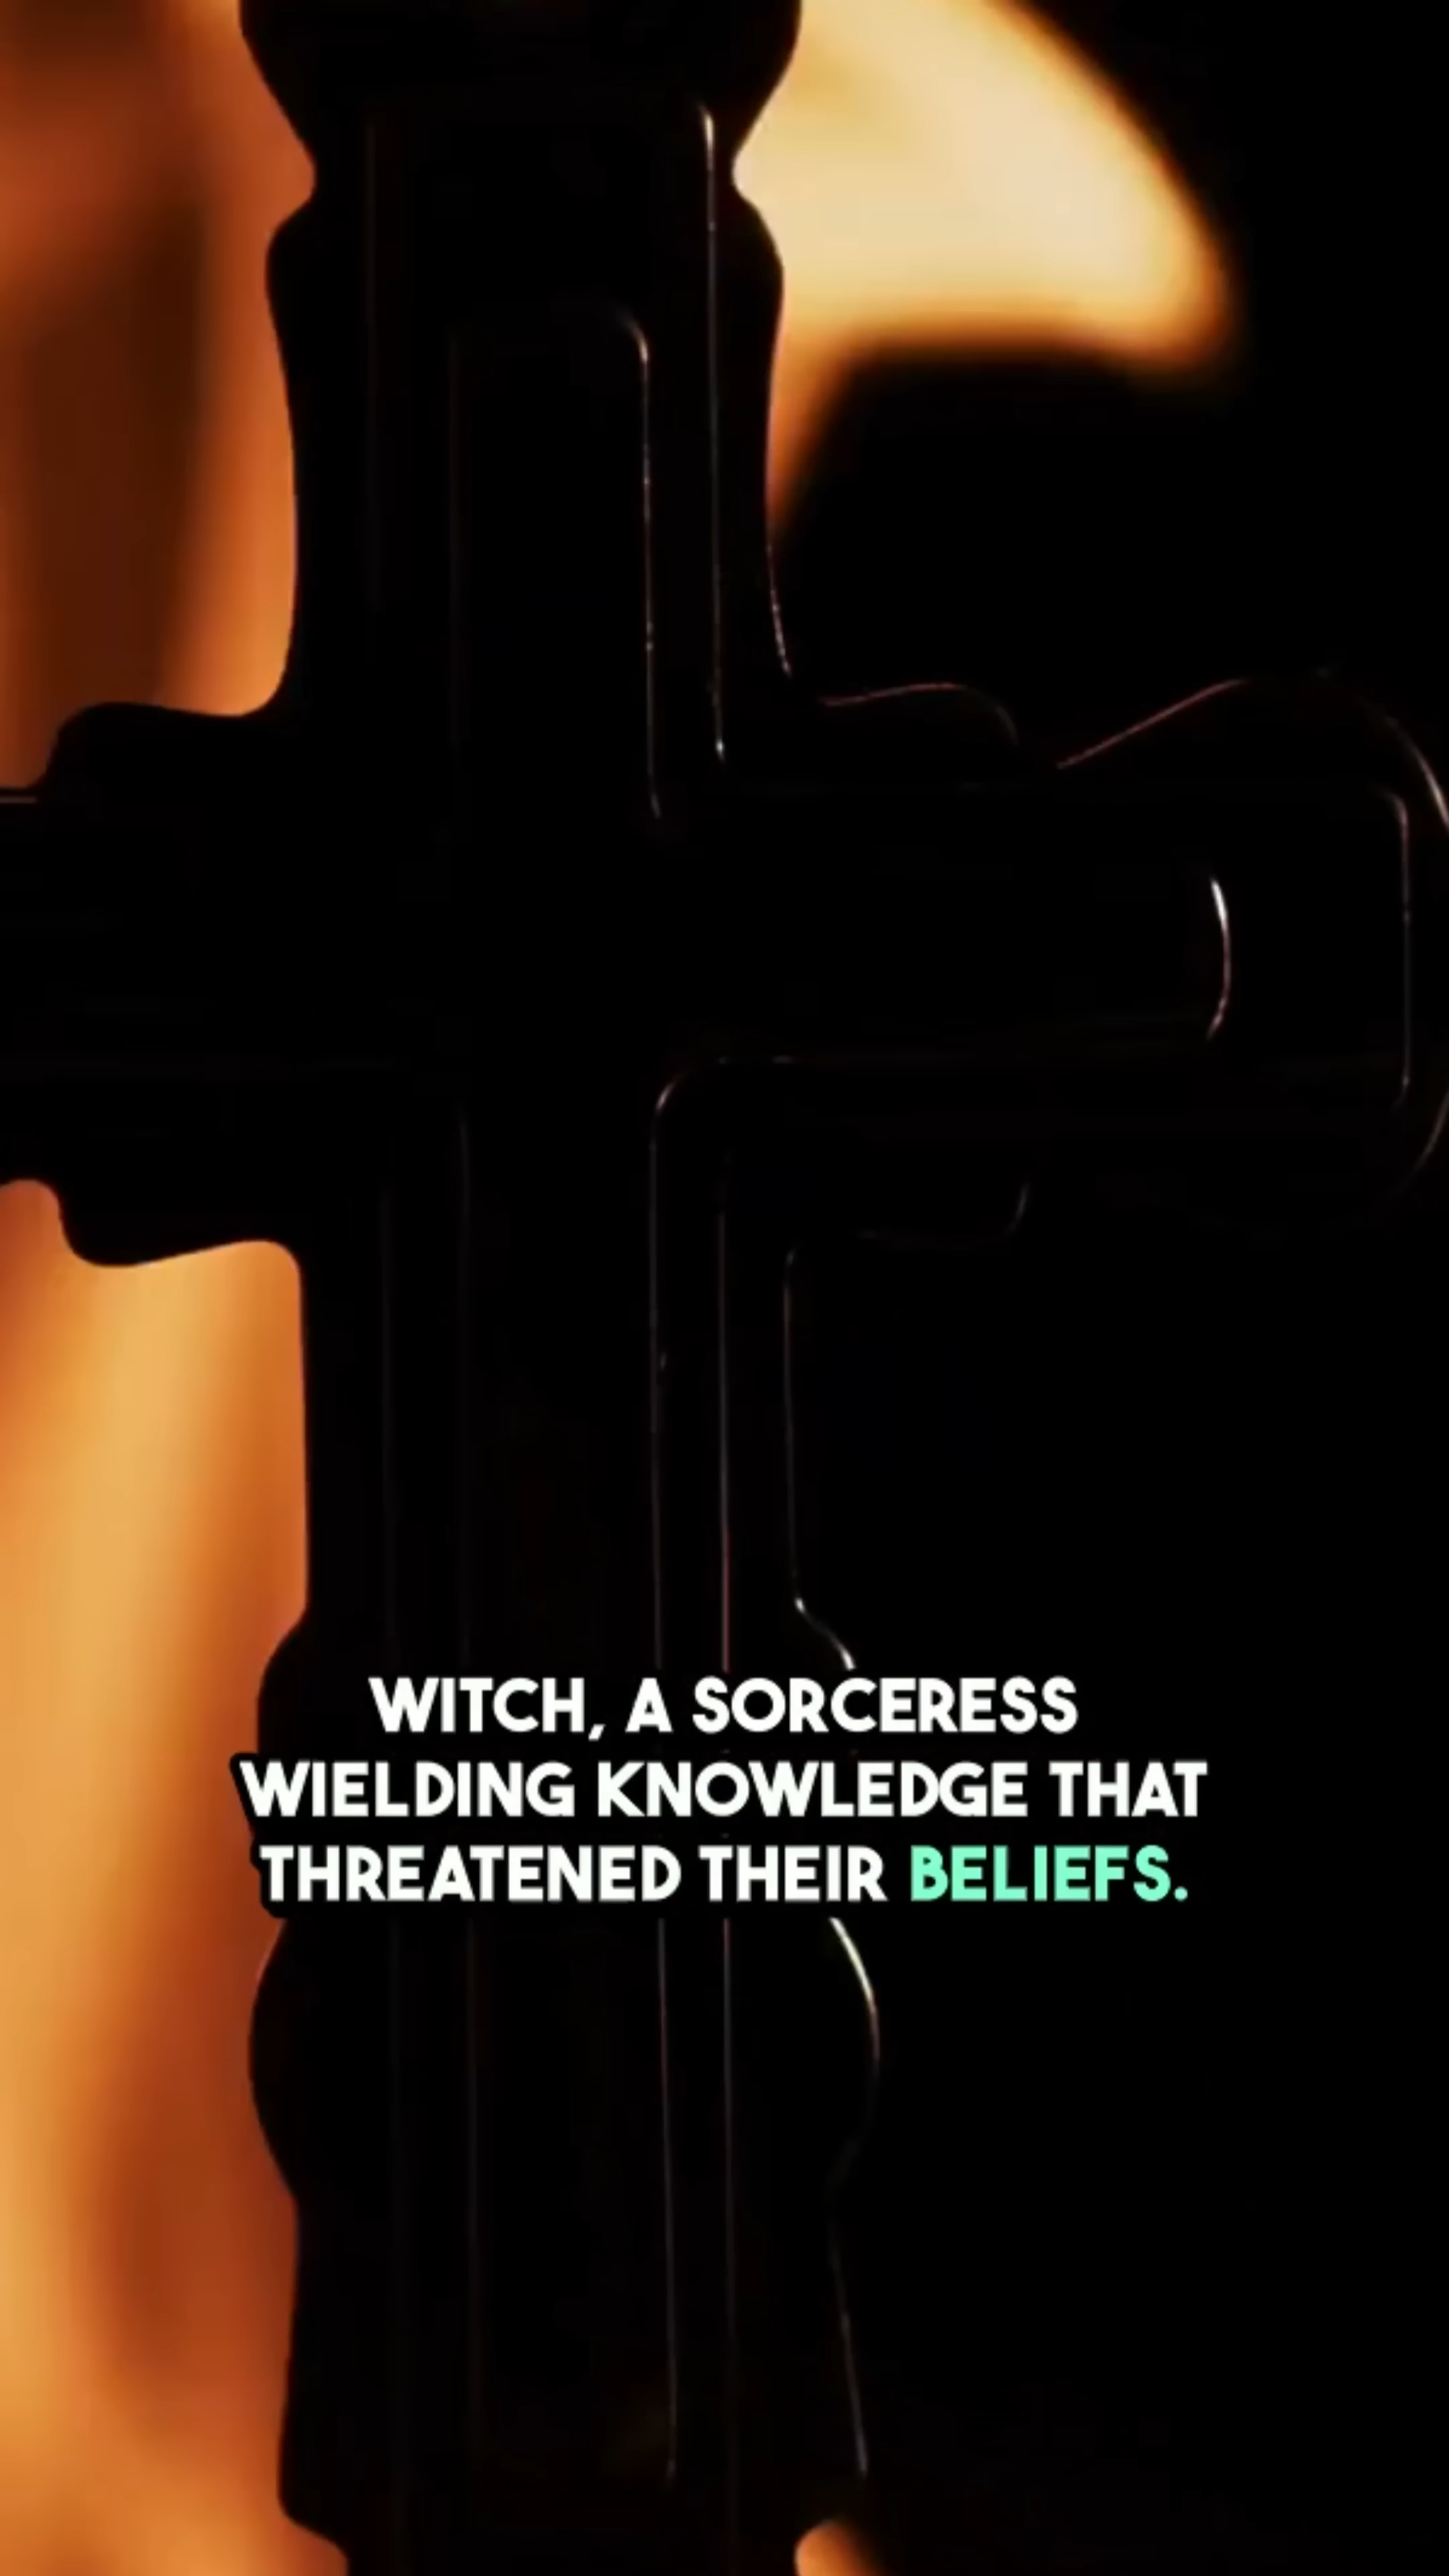 WITCH, A SORCERESS
WIELDING KNOWLEDGE THAT
THREATENED THEIR BELIEFS.